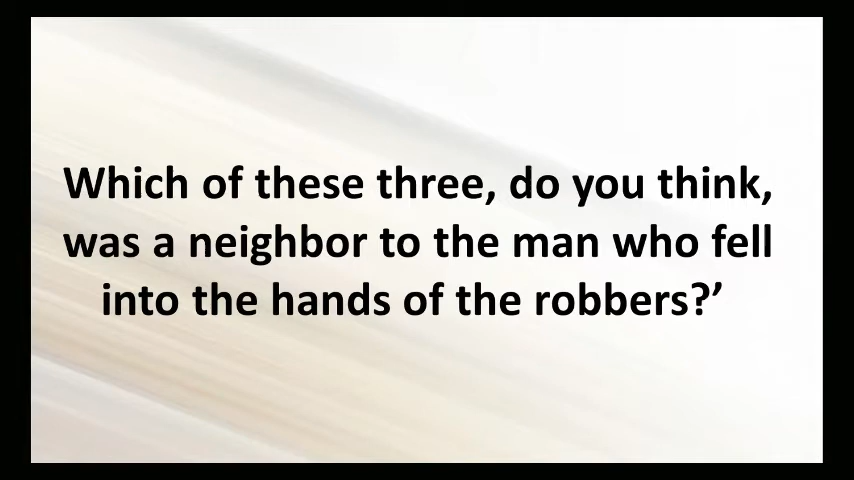 Which of these three, do you think,
was a neighbor to the man who fell
into the hands of the robbers?’